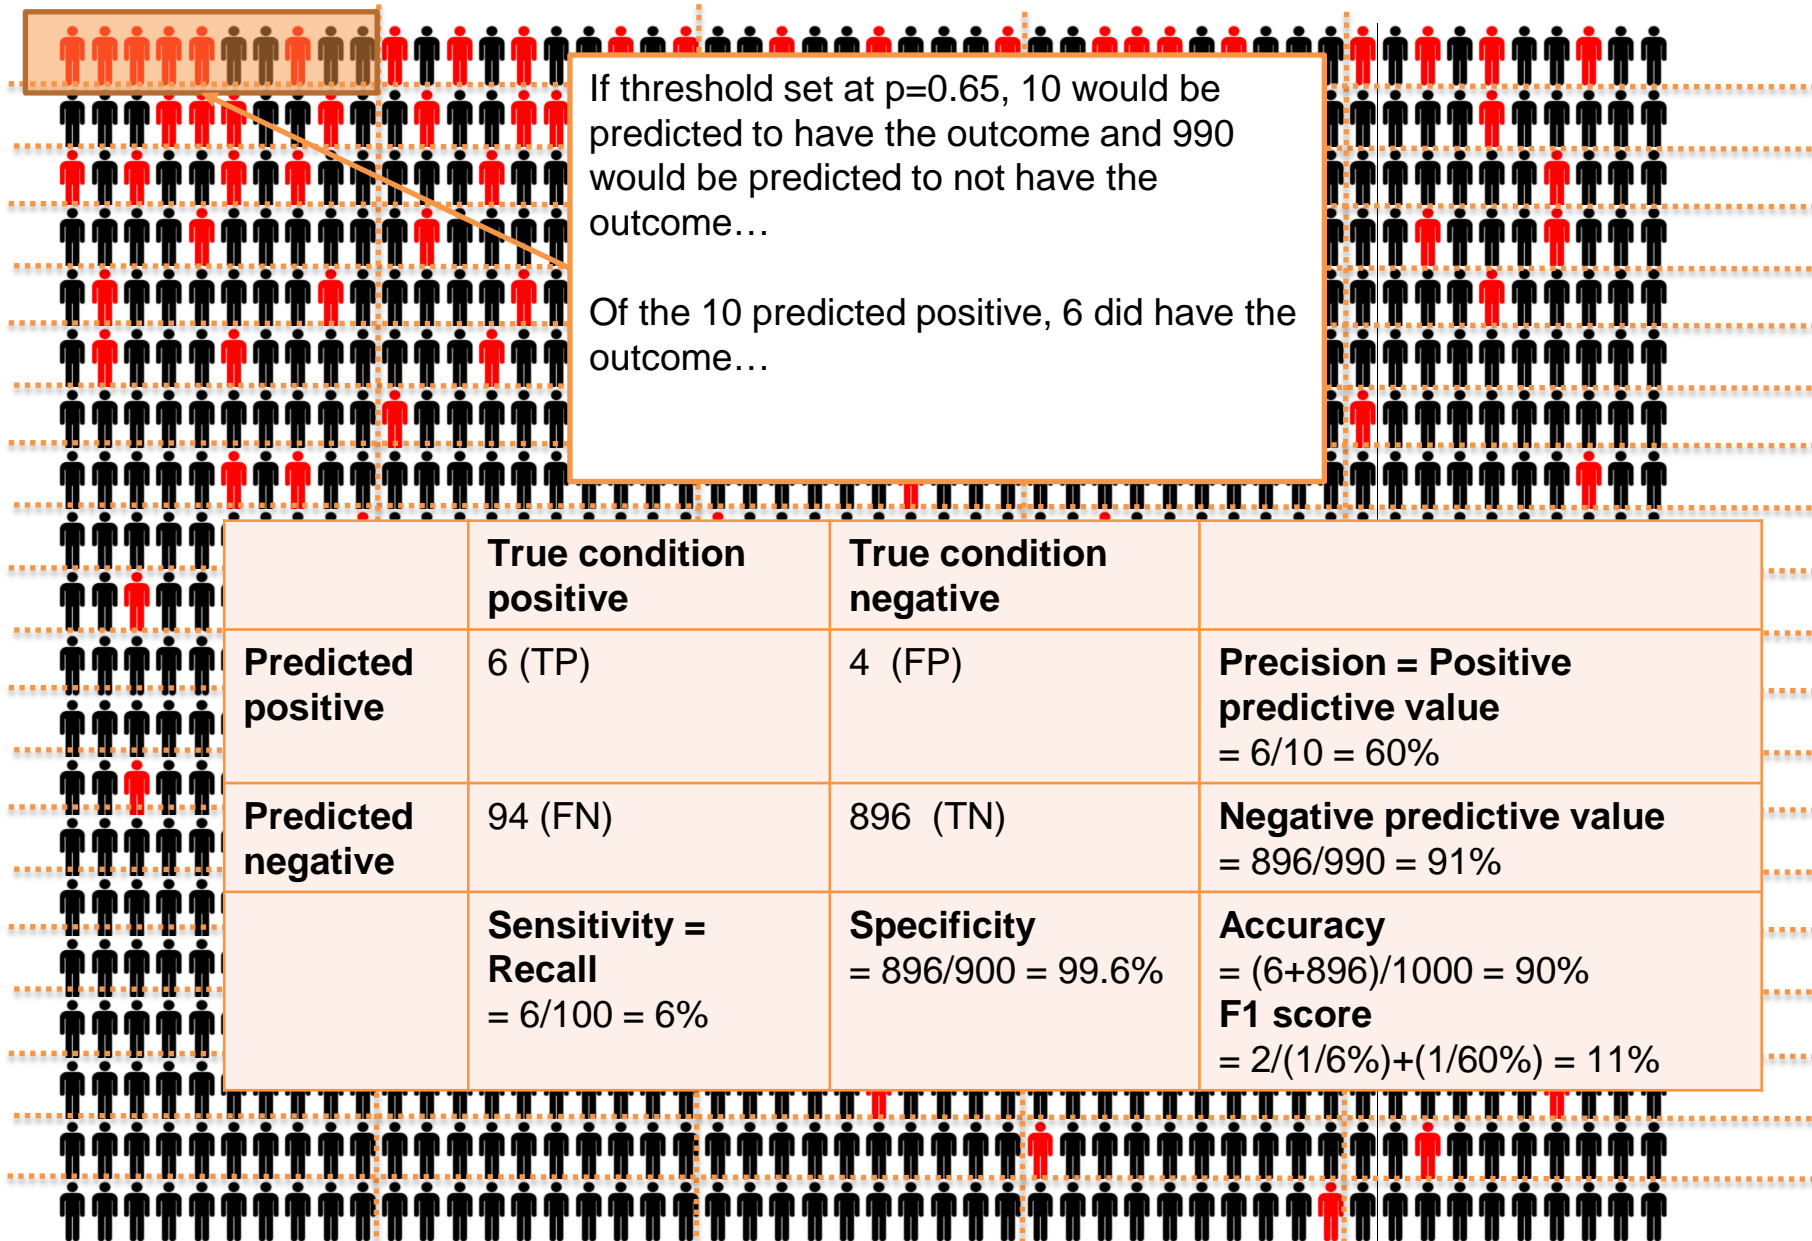 If threshold set at p=0.65, 10 would be
predicted to have the outcome and 990
would be predicted to not have the
outcome…
Of the 10 predicted positive, 6 did have the
outcome…
True condition
positive
True condition
negative
Predicted
positive
6 (TP)
4 (FP)
Precision = Positive
predictive value
= 6/10 = 60%
Predicted
negative
94 (FN)
896 (TN)
Negative predictive value
= 896/990 = 91%
Sensitivity =
Recall
= 6/100 = 6%
Specificity
= 896/900 = 99.6%
Accuracy
= (6+896)/1000 = 90%
F1 score
= 2/(1/6%)+(1/60%) = 11%